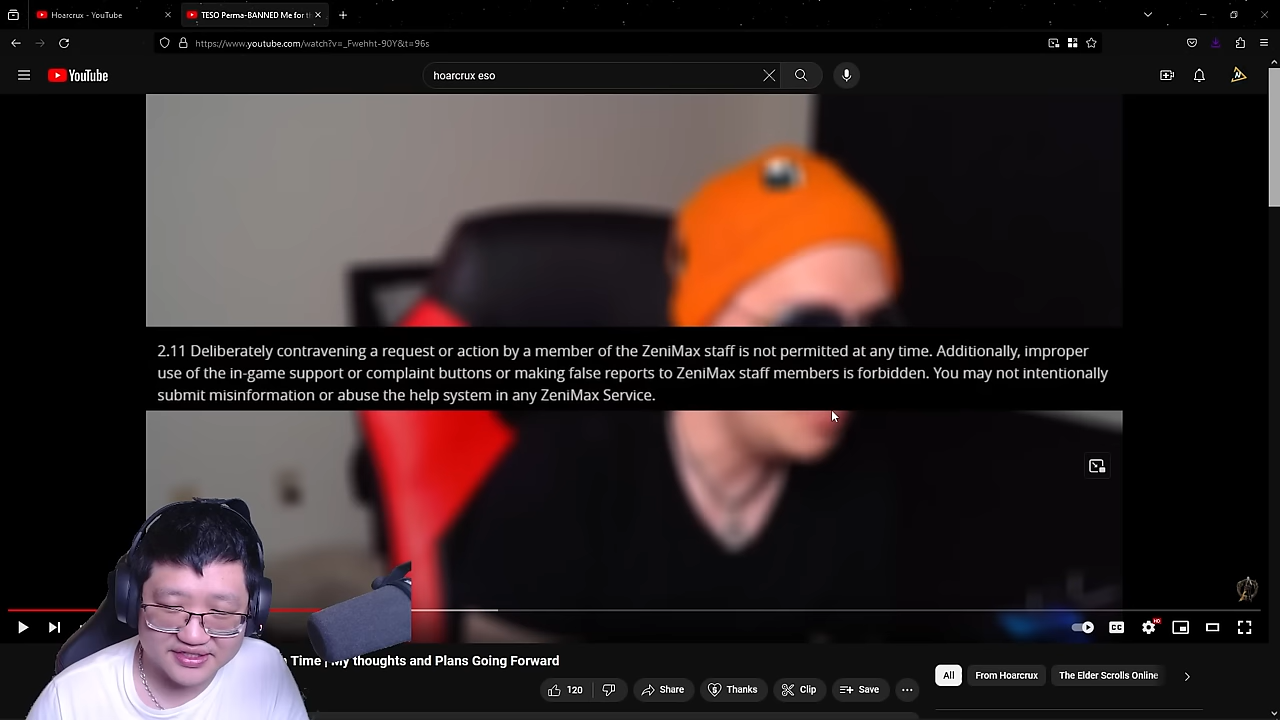 Hoarcrux - YouTube
TESO Perma-BANNED Me for t
https://www.youtube.com/watch?v=_Fwehht-90Y&t=96s
YouTube
hoarcrux eso
2.11 Deliberately contravening a request or action by a member of the ZeniMax staff is not permitted at any time. Additionally, improper
use of the in-game support or complaint buttons or making false reports to ZeniMax staff members is forbidden. You may not intentionally
submit misinformation or abuse the help system in any ZeniMax Service.
CC
HD
Time | My thoughts and Plans Going Forward
120
Share
Thanks
Clip
Save
All
From Hoarcrux
The Elder Scrolls Online